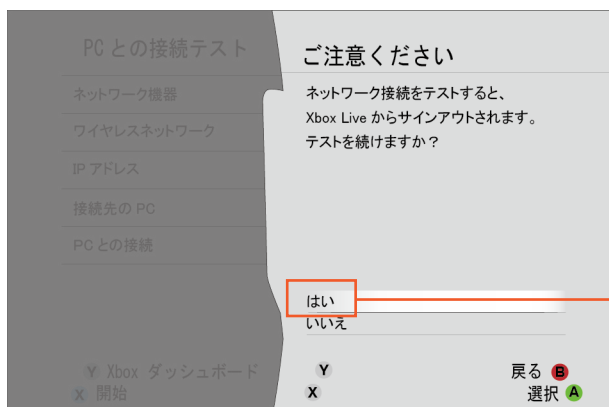 PC との接続テスト
ネットワーク機器
ワイヤレスネットワーク
IP アドレス
接続先の PC
PC との接続
Y Xbox ダッシュボード
X 開始
ご注意ください
ネットワーク接続をテストすると、
Xbox Live からサインアウトされます。
テストを続けますか？
はい
いいえ
Y
戻る B
X
選択 A